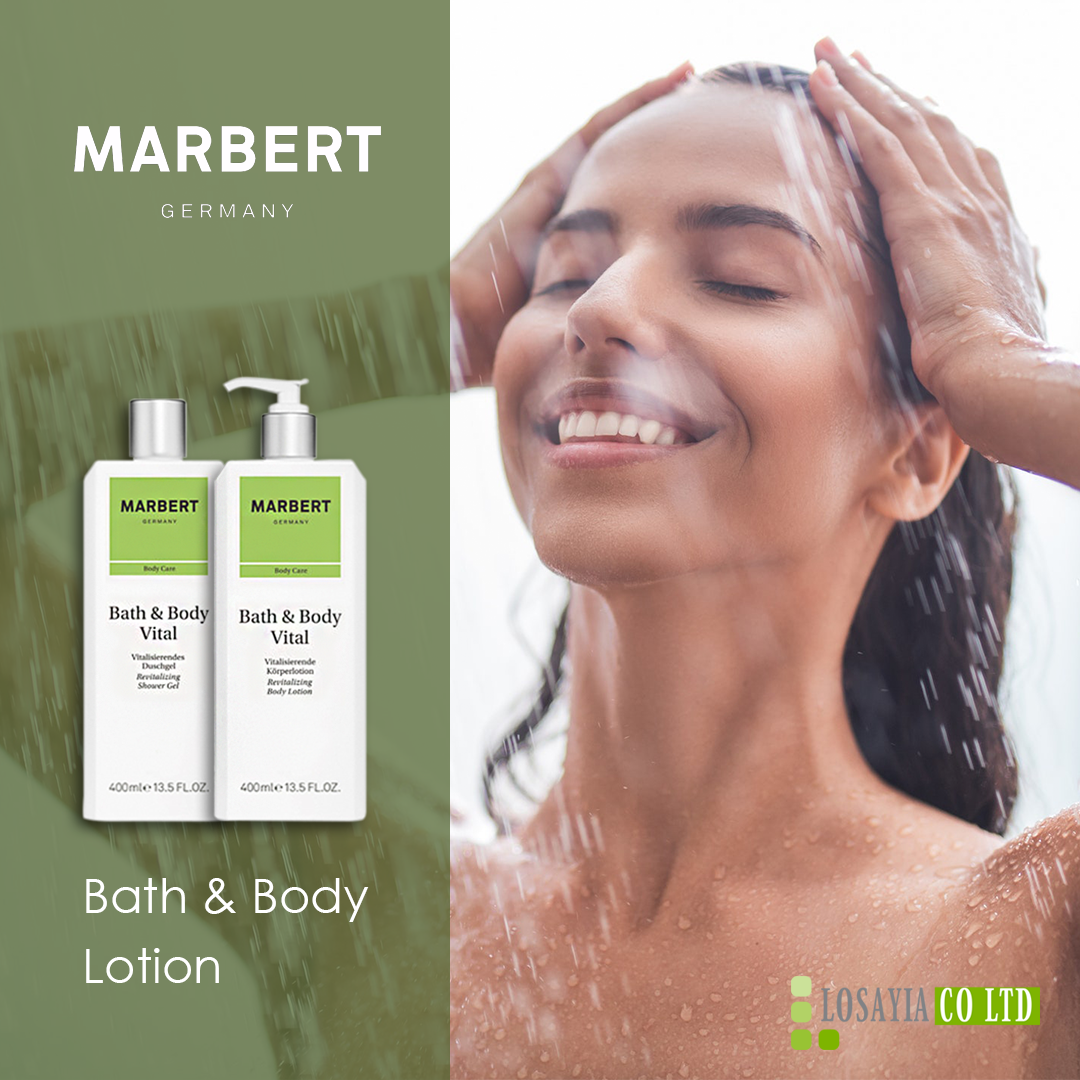 MARBERT
GERMANY
MARBERT
GERMANY
Body Care
Bath & Body
Vital
Vitalisierendes
Duschgel
Revitalizing
Shower Gel
400ml℮ 13.5 FL.OZ.
MARBERT
GERMANY
Body Care
Bath & Body
Vital
Vitalisierende
Körperlotion
Revitalizing
Body Lotion
400ml℮ 13.5 FL.OZ.
Bath & Body
Lotion
LOSAYIA CO LTD